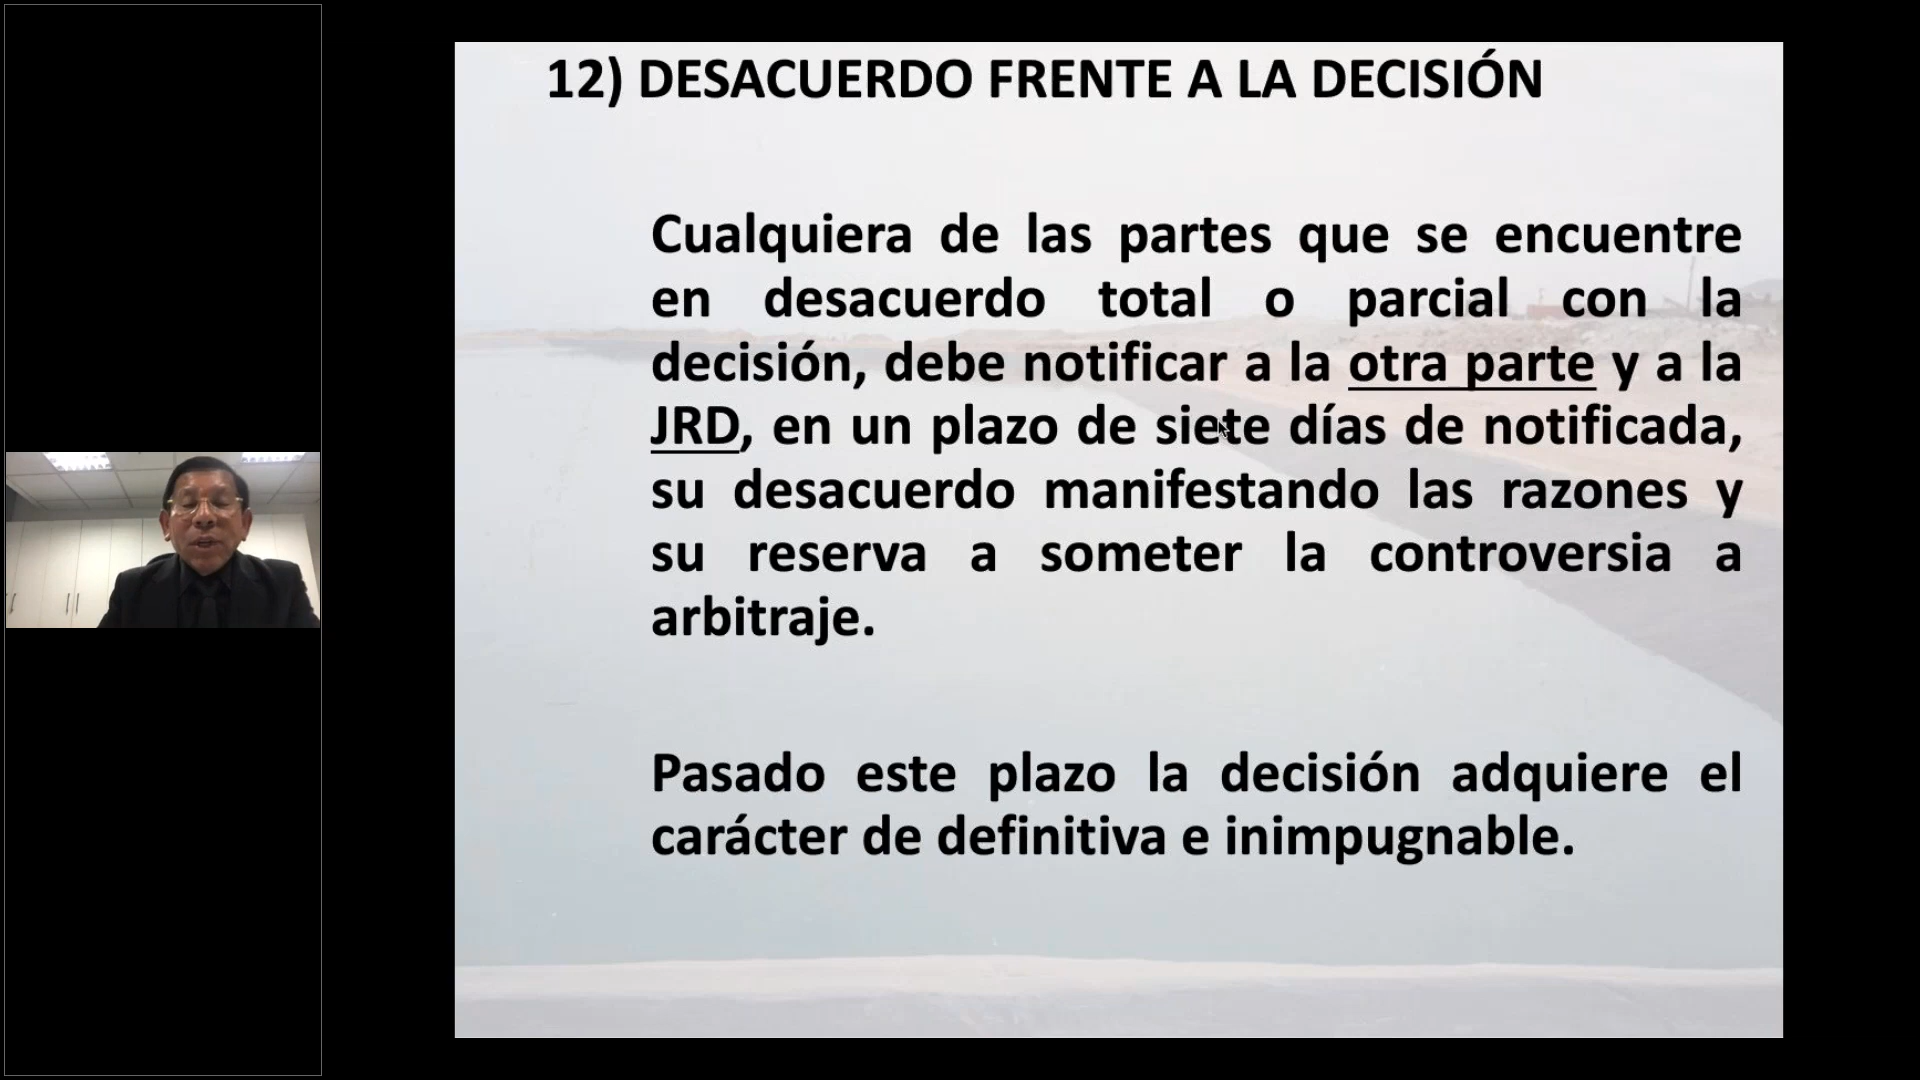 12) DESACUERDO FRENTE A LA DECISIÓN
Cualquiera de las partes que se encuentre
en desacuerdo total o parcial con la
decisión, debe notificar a la otra parte y a la
JRD, en un plazo de siete días de notificada,
su desacuerdo manifestando las razones y
su reserva a someter la controversia a
arbitraje.
Pasado este plazo la decisión adquiere el
carácter de definitiva e inimpugnable.